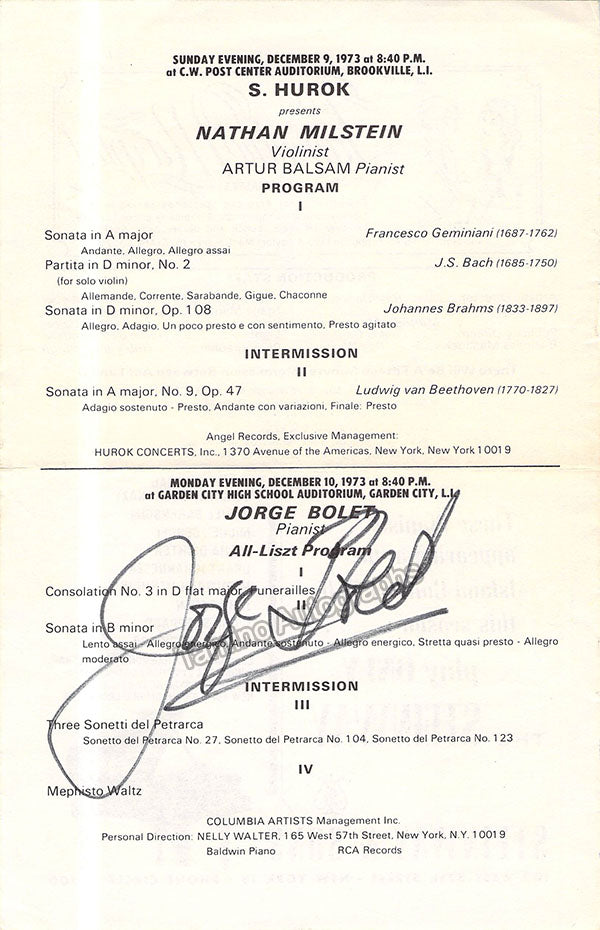 SUNDAY EVENING, DECEMBER 9, 1973 at 8:40 P.M.
at C.W. POST CENTER AUDITORIUM, BROOKVILLE, L.I.
S. HUROK
presents
NATHAN MILSTEIN
Violinist
ARTUR BALSAM Pianist
PROGRAM
I
Sonata in A major Francesco Geminiani (1687-1762)
Andante, Allegro, Allegro assai
Partita in D minor, No. 2 J.S. Bach (1685-1750)
(for solo violin)
Allemande, Corrente, Sarabande, Gigue, Chaconne
Sonata in D minor, Op. 108 Johannes Brahms (1833-1897)
Allegro, Adagio, Un poco presto e con sentimento, Presto agitato
INTERMISSION
II
Sonata in A major, No. 9, Op. 47 Ludwig van Beethoven (1770-1827)
Adagio sostenuto - Presto, Andante con variazioni, Finale: Presto
Angel Records, Exclusive Management:
HUROK CONCERTS, Inc., 1370 Avenue of the Americas, New York, New York 10019
MONDAY EVENING, DECEMBER 10, 1973 at 8:40 P.M.
at GARDEN CITY HIGH SCHOOL AUDITORIUM, GARDEN CITY, L.I.
JORGE BOLET
Pianist
All-Liszt Program
I
Consolation No. 3 in D flat major, Funerailles
II
Sonata in B minor
Lento assai - Allegro energico, Andante sostenuto - Allegro energico, Stretta quasi presto - Allegro
moderato
Jorge Bolet
Tamino Autographs
INTERMISSION
III
Three Sonetti del Petrarca
Sonetto del Petrarca No. 27, Sonetto del Petrarca No. 104, Sonetto del Petrarca No. 123
IV
Mephisto Waltz
COLUMBIA ARTISTS Management Inc.
Personal Direction: NELLY WALTER, 165 West 57th Street, New York, N.Y. 10019
Baldwin Piano RCA Records